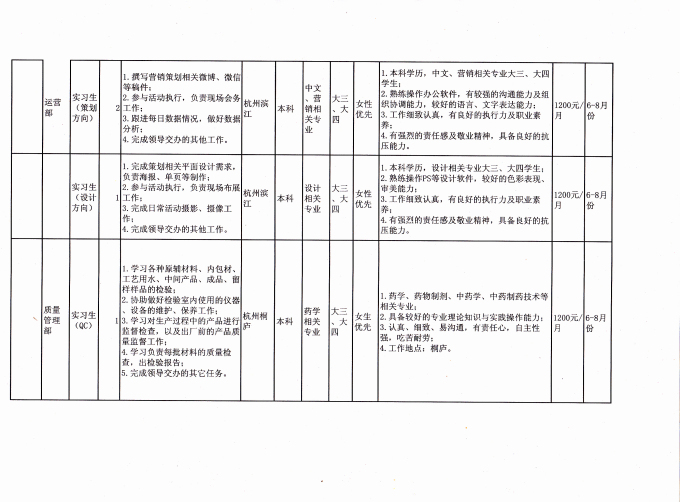 运营部
实习生（策划方向）
2
1.撰写营销策划相关微博、微信
等稿件；
2.参与活动执行，负责现场会务
工作；
3.跟进每日数据情况，做好数据
分析；
4.完成领导交办的其他工作。
杭州滨江
本科
中文、营销相关专业
大三、大四
女性优先
1.本科学历，中文、营销相关专业大三、大四
学生；
2.熟练操作办公软件，有较强的沟通能力及组
织协调能力，较好的语言、文字表达能力；
3.工作细致认真，有良好的执行力及职业素
养；
4.有强烈的责任感及敬业精神，具备良好的抗
压能力。
1200元/月
6-8月份
实习生（设计方向）
1
1.完成策划相关平面设计需求，
负责海报、单页等制作；
2.参与活动执行，负责现场布展
工作；
3.完成日常活动摄影、摄像工
作；
4.完成领导交办的其他工作。
杭州滨江
本科
设计相关专业
大三、大四
女性优先
1.本科学历，设计相关专业大三、大四学生；
2.熟练操作PS等设计软件，较好的色彩表现、
审美能力；
3.工作细致认真，有良好的执行力及职业素
养；
4.有强烈的责任感及敬业精神，具备良好的抗
压能力。
1200元/月
6-8月份
质量管理部
实习生（QC）
1
1.学习各种原辅材料、内包材、
工艺用水、中间产品、成品、留
样样品的检验；
2.协助做好检验室内使用的仪器
、设备的维护、保养工作；
3.学习对生产过程中的产品进行
监督检查，以及出厂前的产品质
量监督工作；
4.学习负责每批材料的质量检
查，出检验报告；
5.完成领导交办的其它任务。
杭州桐庐
本科
药学相关专业
大三、大四
女生优先
1.药学、药物制剂、中药学、中药制药技术等
相关专业；
2.具备较好的专业理论知识与实践操作能力；
3.认真、细致、易沟通，有责任心，自主性
强，吃苦耐劳；
4.工作地点：桐庐。
1200元/月
6-8月份